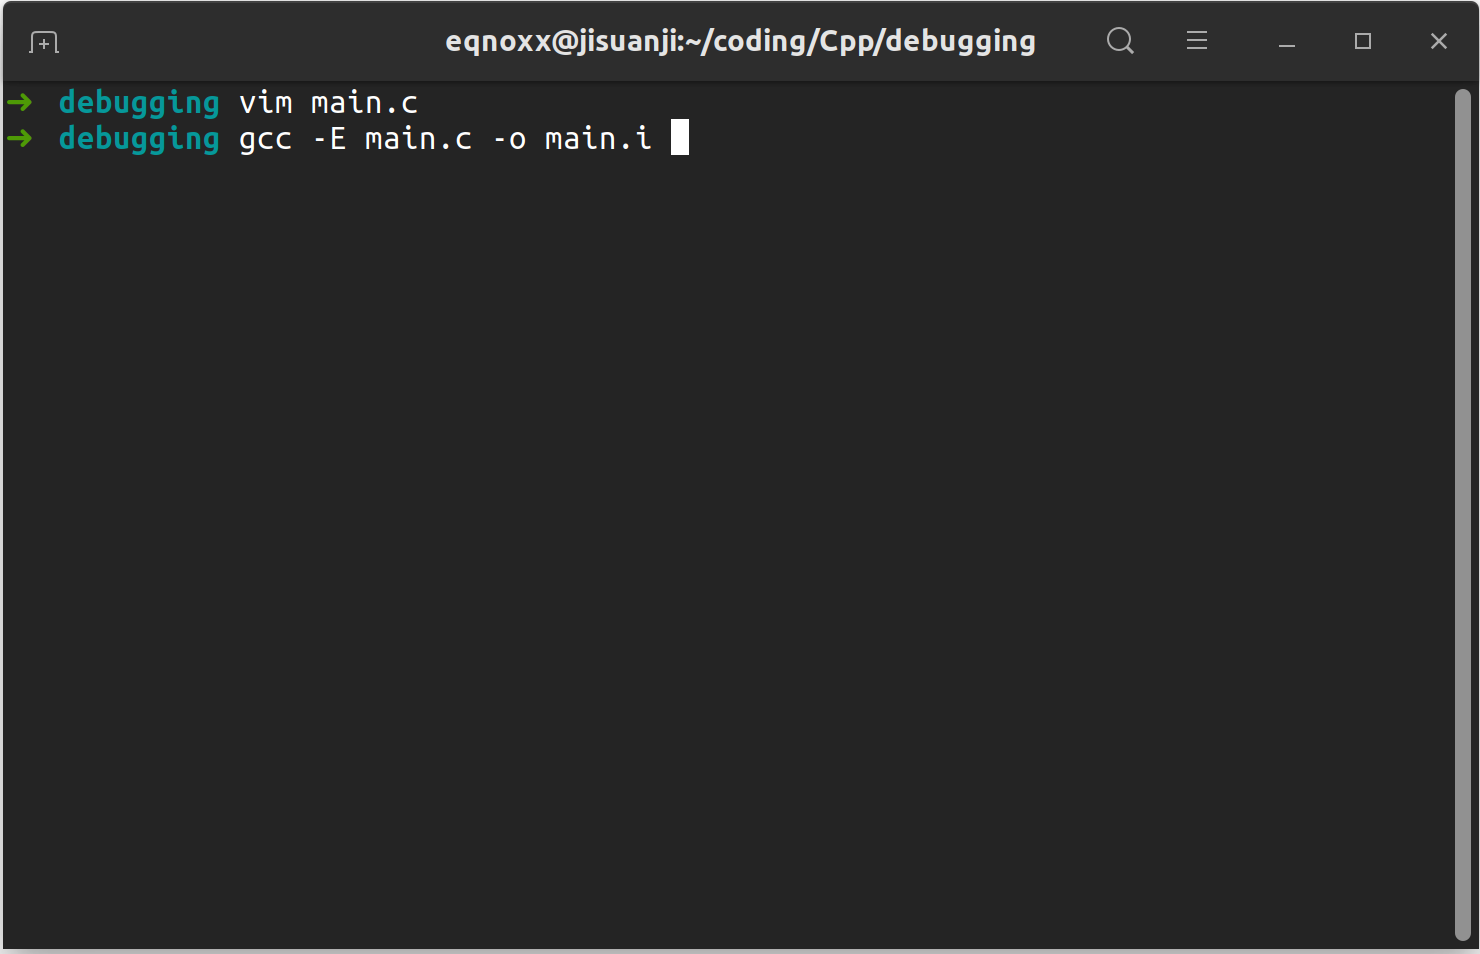 eqnoxx@jisuanji:~/coding/Cpp/debugging
➜ debugging vim main.c
➜ debugging gcc -E main.c -o main.i